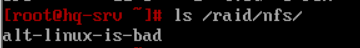 [root@hq-srv ~]# ls /raid/nfs/
alt-linux-is-bad